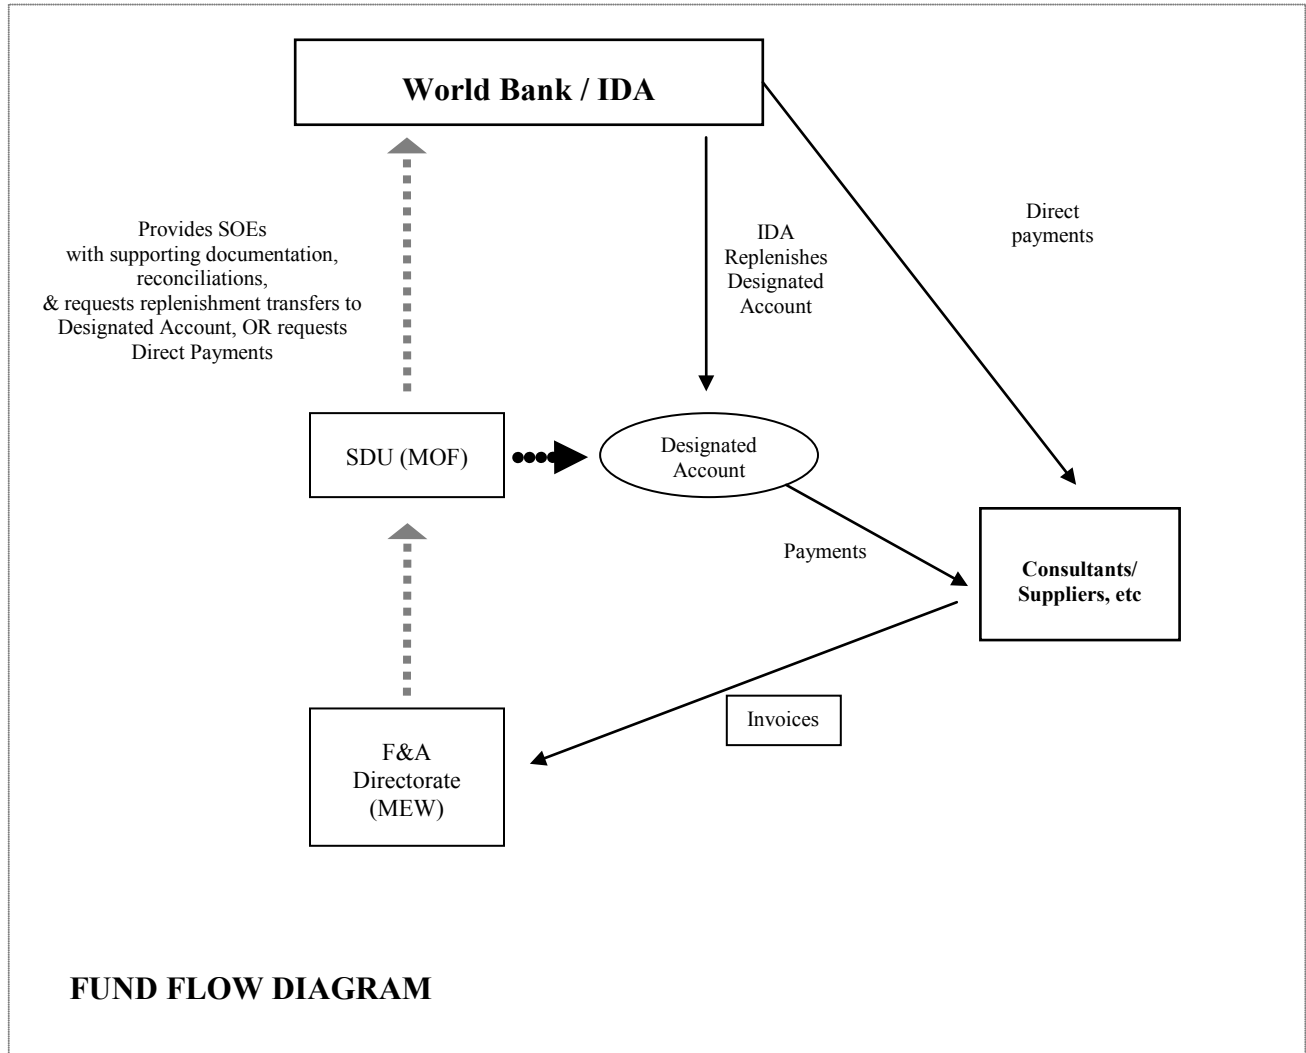 World Bank / IDA
Provides SOEs
with supporting documentation,
reconciliations,
& requests replenishment transfers to
Designated Account, OR requests
Direct Payments
IDA
Replenishes
Designated
Account
Direct
payments
SDU (MOF)
Designated
Account
Payments
Consultants/
Suppliers, etc
Invoices
F&A
Directorate
(MEW)
FUND FLOW DIAGRAM